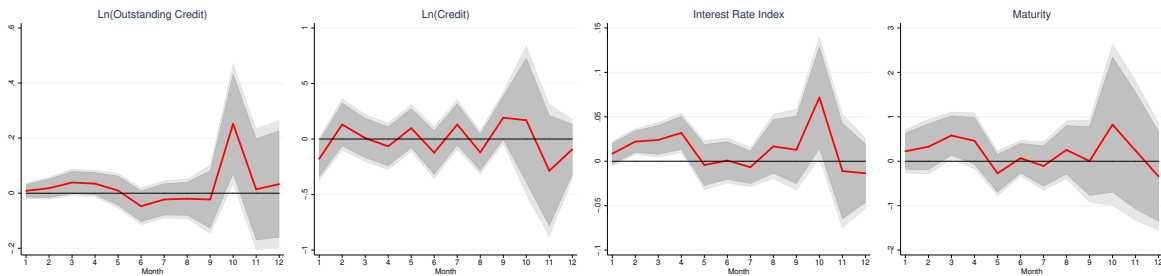 Ln(Outstanding Credit)
.6
.4
.2
0
-.2
1 2 3 4 5 6 7 8 9 10 11 12
Month
Ln(Credit)
1
.5
0
-.5
-1
1 2 3 4 5 6 7 8 9 10 11 12
Month
Interest Rate Index
.15
.1
.05
0
-.05
-.1
1 2 3 4 5 6 7 8 9 10 11 12
Month
Maturity
3
2
1
0
-1
-2
1 2 3 4 5 6 7 8 9 10 11 12
Month